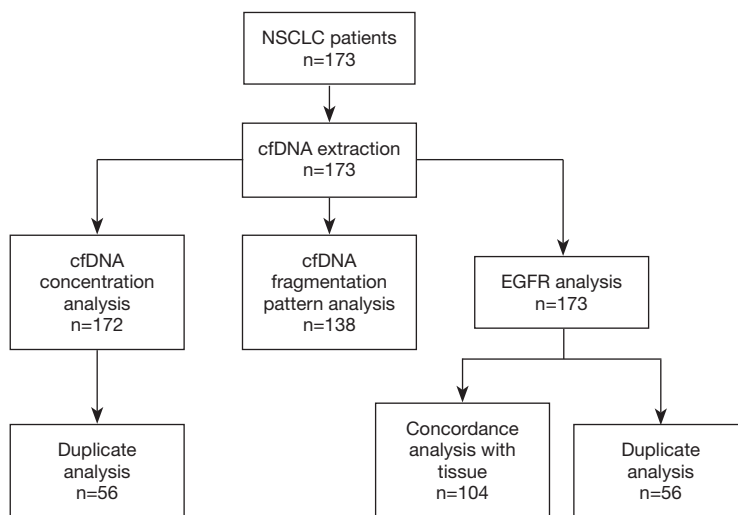 NSCLC patients
n=173
cfDNA extraction
n=173
cfDNA
concentration
analysis
n=172
cfDNA
fragmentation
pattern analysis
n=138
EGFR analysis
n=173
Duplicate
analysis
n=56
Concordance
analysis with
tissue
n=104
Duplicate
analysis
n=56